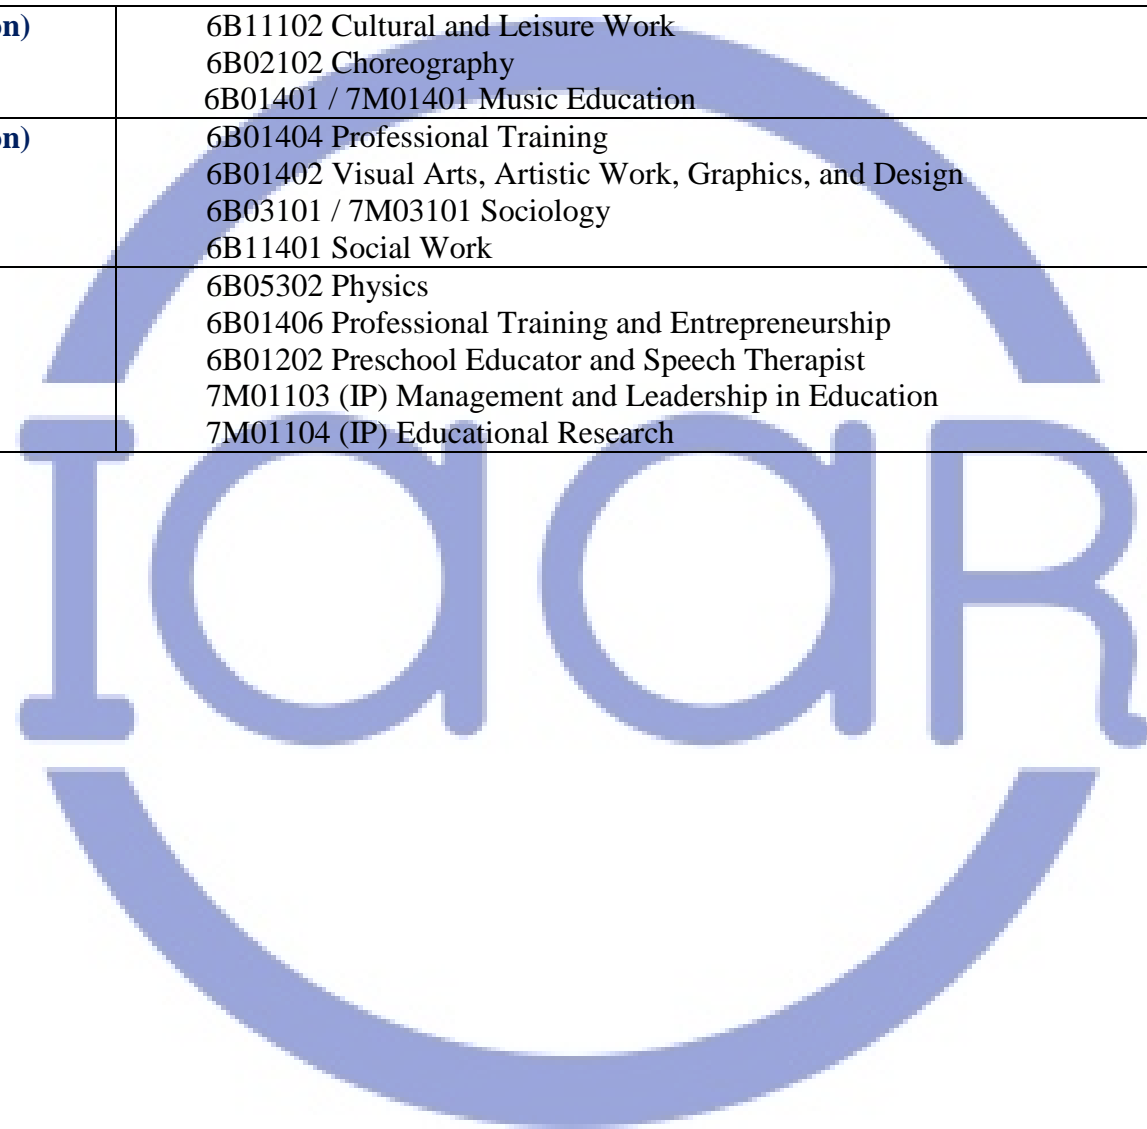 on)
6B11102 Cultural and Leisure Work
6B02102 Choreography
6B01401 / 7M01401 Music Education
on)
6B01404 Professional Training
6B01402 Visual Arts, Artistic Work, Graphics, and Design
6B03101 / 7M03101 Sociology
6B11401 Social Work
6B05302 Physics
6B01406 Professional Training and Entrepreneurship
6B01202 Preschool Educator and Speech Therapist
7M01103 (IP) Management and Leadership in Education
7M01104 (IP) Educational Research
IaaR